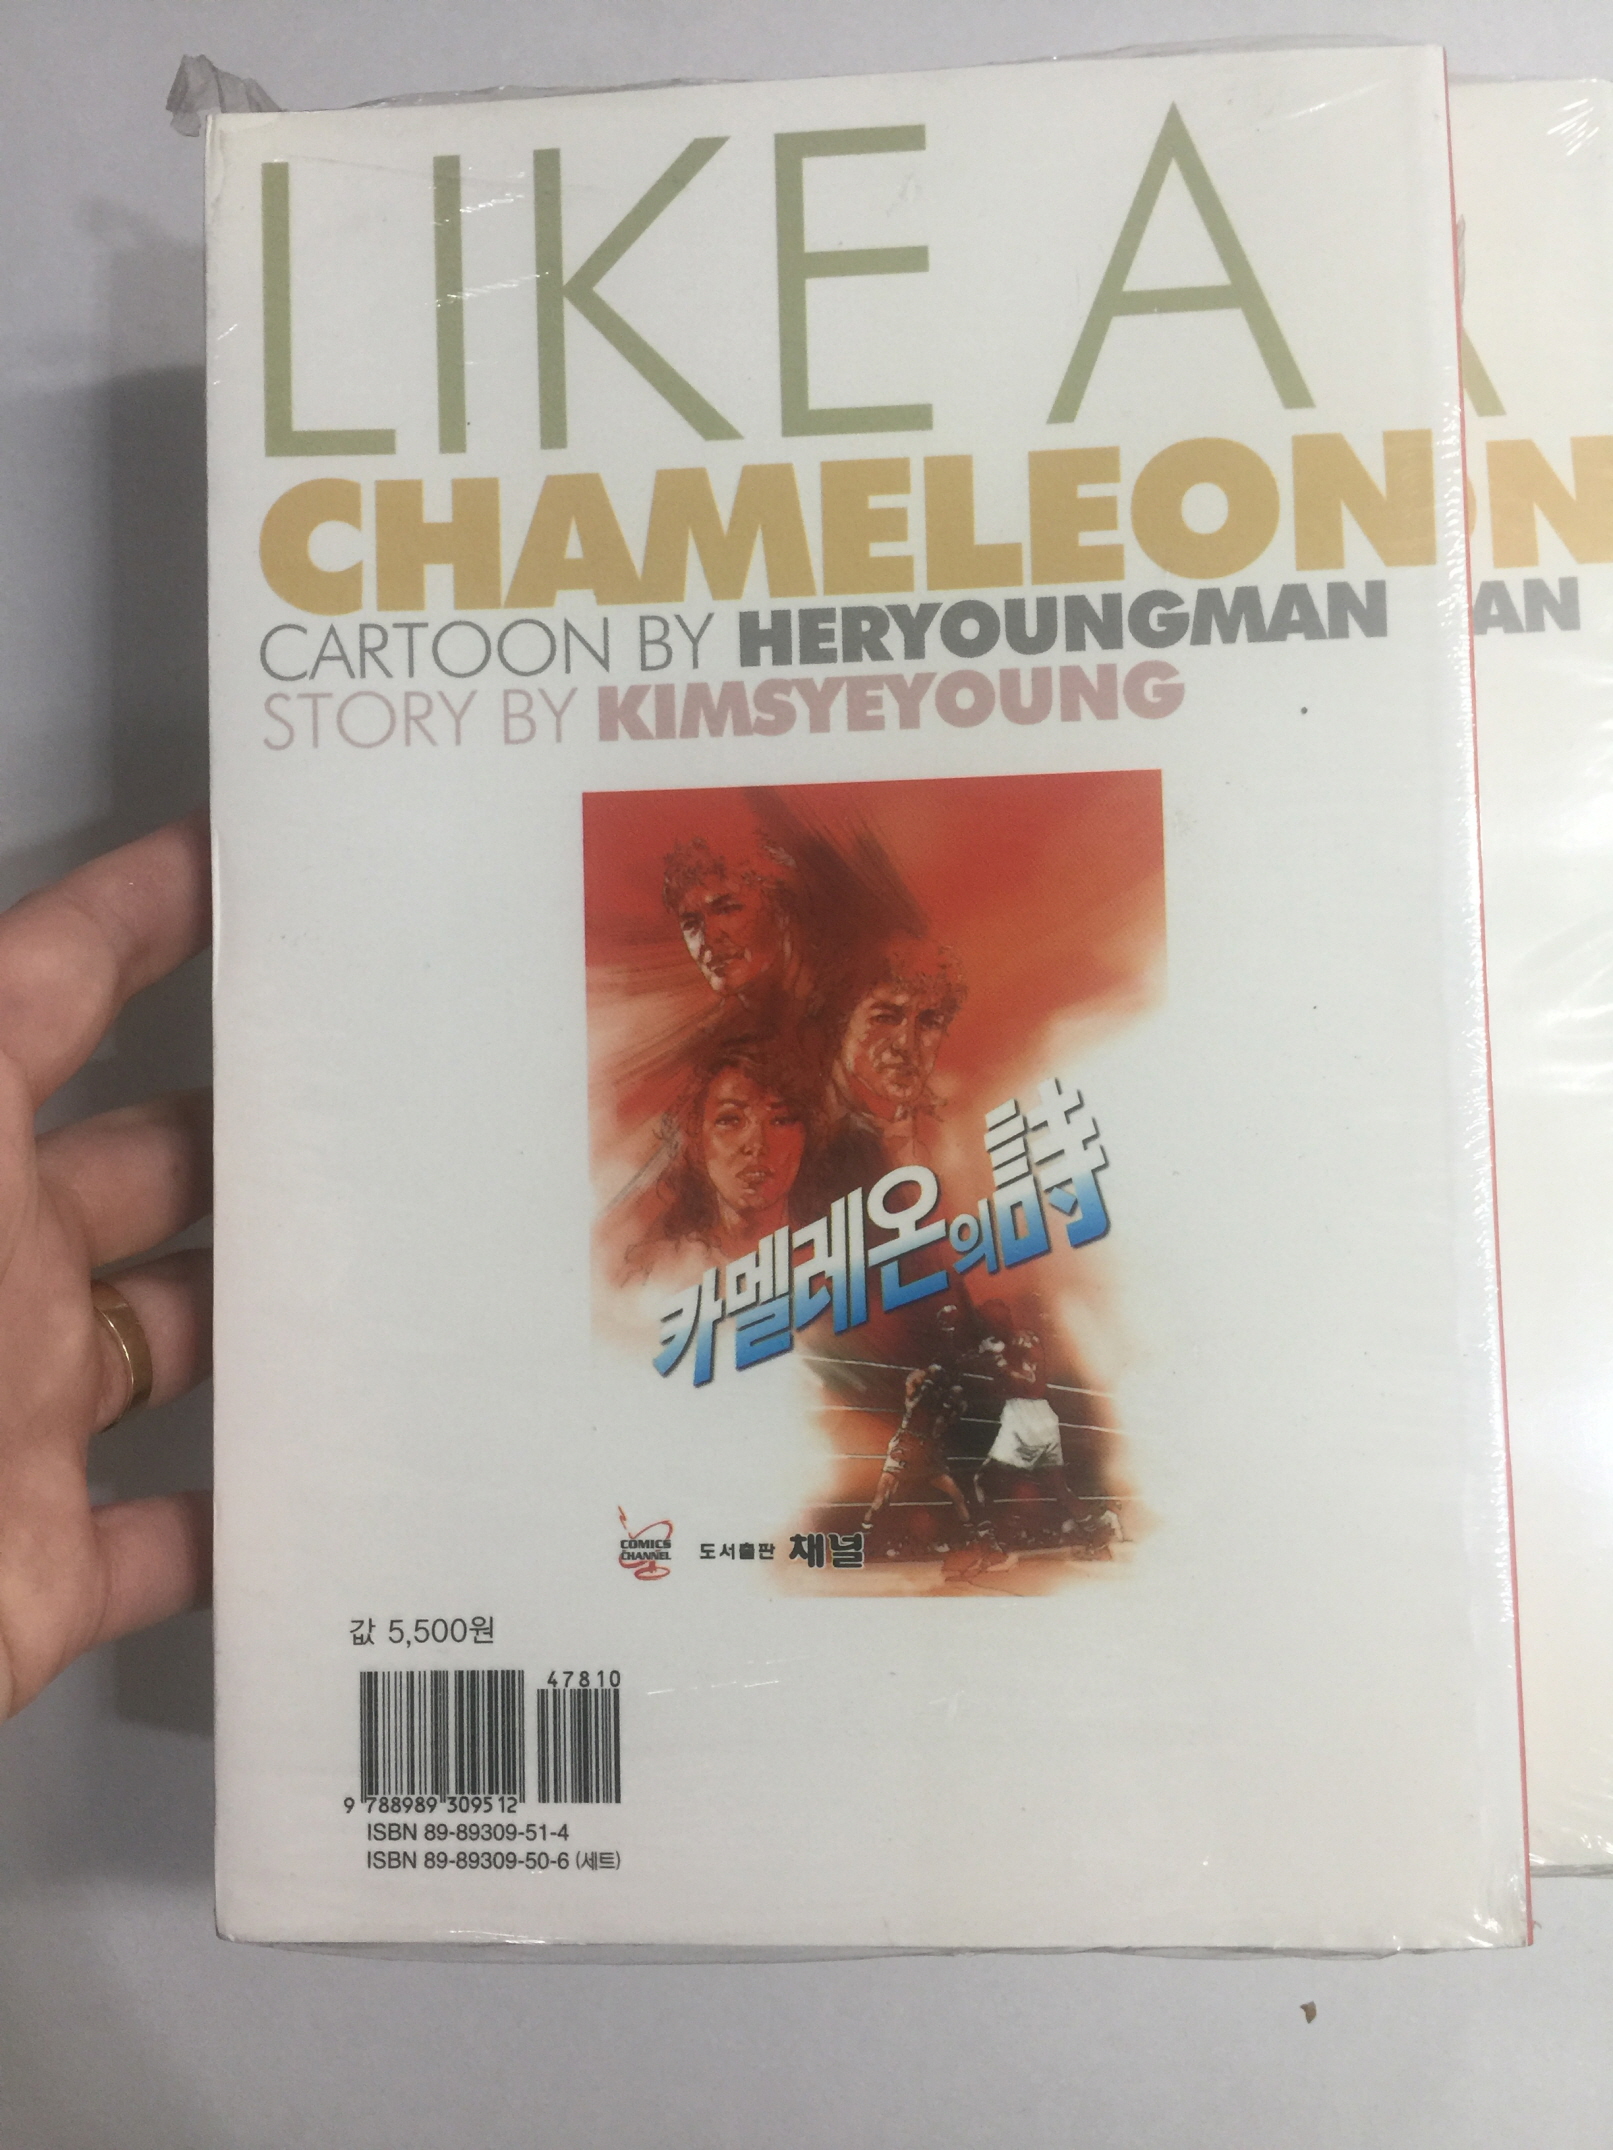 LIKE A
CHAMELEON
CARTOON BY HERYOUNGMAN
STORY BY KIMSYEYOUNG
카멜레온의 詩
COMICS
CHANNEL
도서출판 채널
값 5,500원
47810
9 788989 309512
ISBN 89-89309-51-4
ISBN 89-89309-50-6 (세트)
N
AN